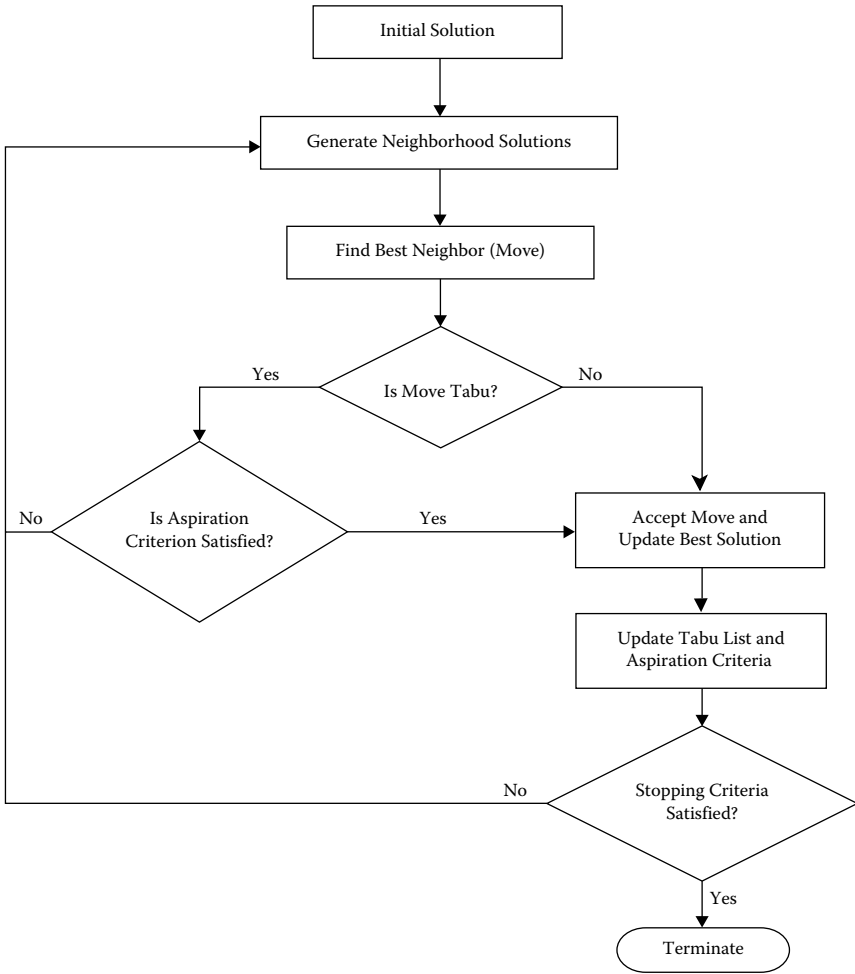 Initial Solution
Generate Neighborhood Solutions
Find Best Neighbor (Move)
Yes
Is Move Tabu?
No
No
Is Aspiration
Criterion Satisfied?
Yes
Accept Move and
Update Best Solution
Update Tabu List and
Aspiration Criteria
No
Stopping Criteria
Satisfied?
Yes
Terminate